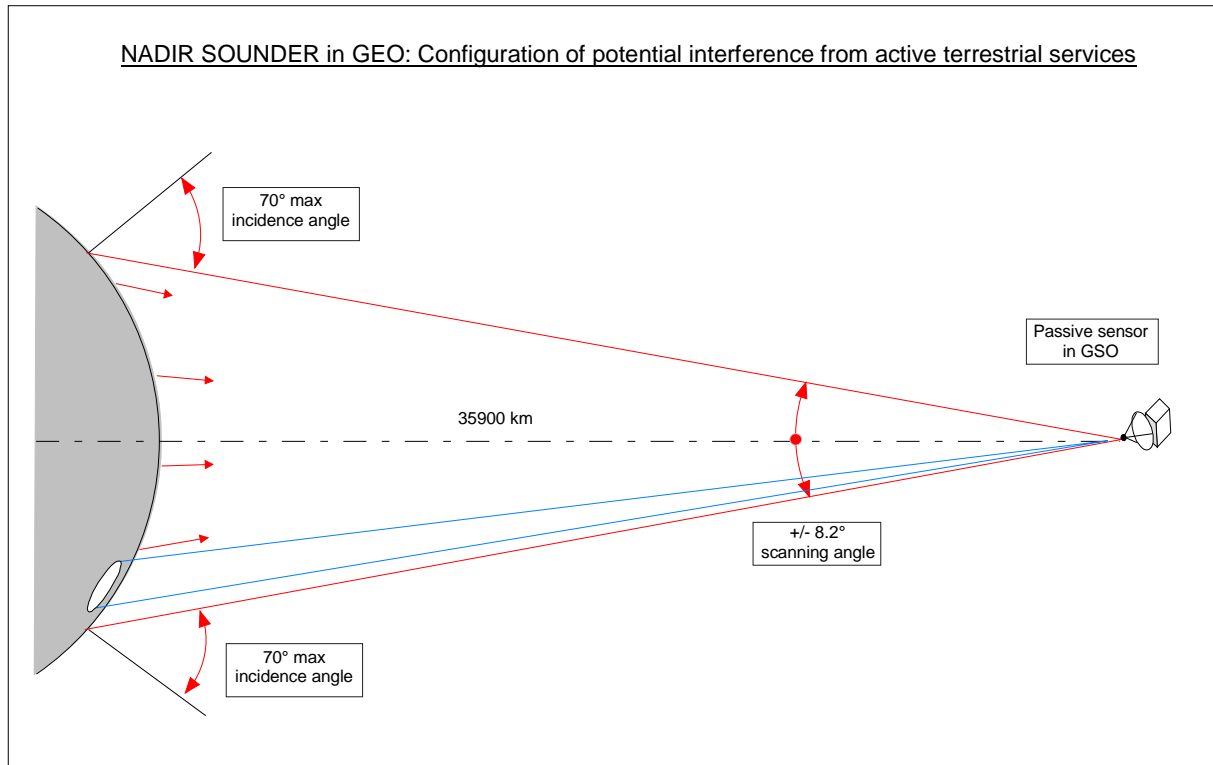 NADIR SOUNDER in GEO: Configuration of potential interference from active terrestrial services
70° max
incidence angle
Passive sensor
in GSO
35900 km
+/- 8.2°
scanning angle
70° max
incidence angle